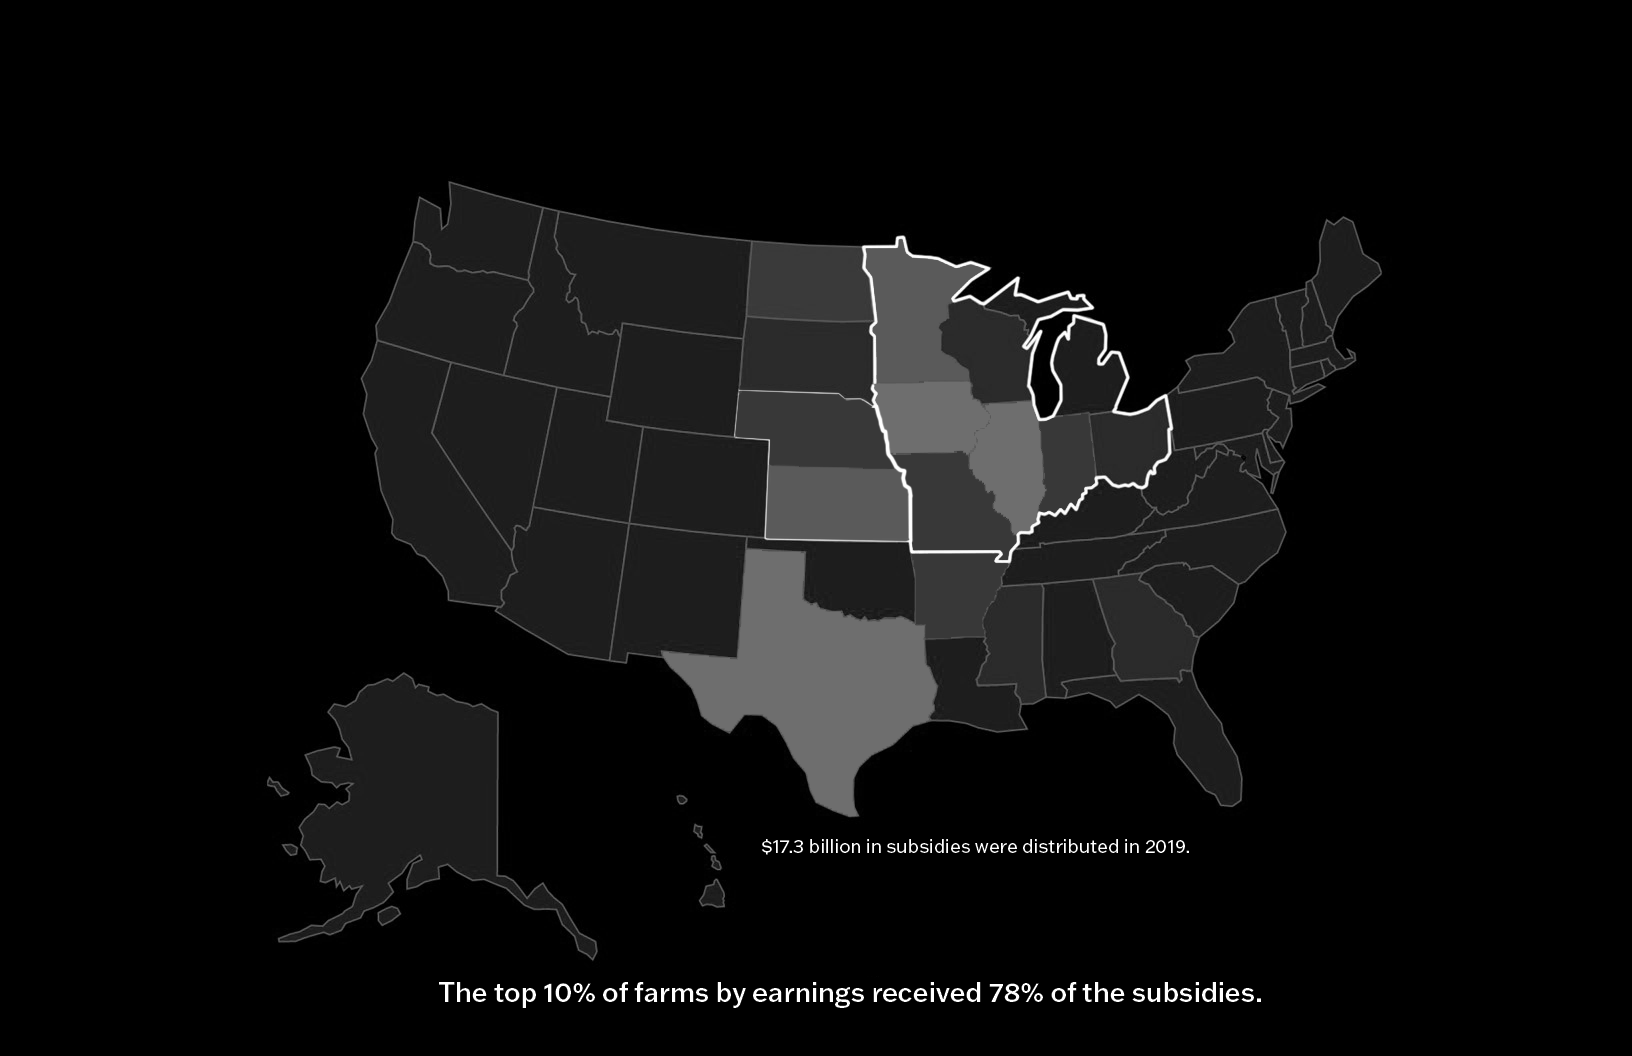 $17.3 billion in subsidies were distributed in 2019.
The top 10% of farms by earnings received 78% of the subsidies.